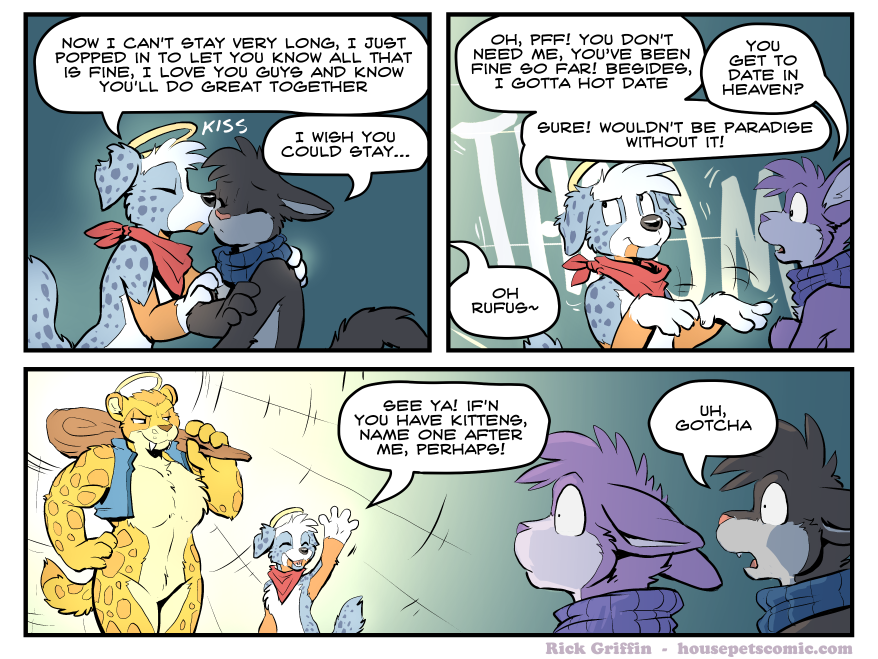 NOW I CAN'T STAY VERY LONG, I JUST
POPPED IN TO LET YOU KNOW ALL THAT
IS FINE, I LOVE YOU GUYS AND KNOW
YOU'LL DO GREAT TOGETHER
KISS
I WISH YOU
COULD STAY...
OH, PFF! YOU DON'T
NEED ME, YOU'VE BEEN
FINE SO FAR! BESIDES,
I GOTTA HOT DATE
YOU
GET TO
DATE IN
HEAVEN?
SURE! WOULDN'T BE PARADISE
WITHOUT IT!
OH
RUFUS~
SEE YA! IF'N
YOU HAVE KITTENS,
NAME ONE AFTER
ME, PERHAPS!
UH,
GOTCHA
Rick Griffin - housepetscomic.com